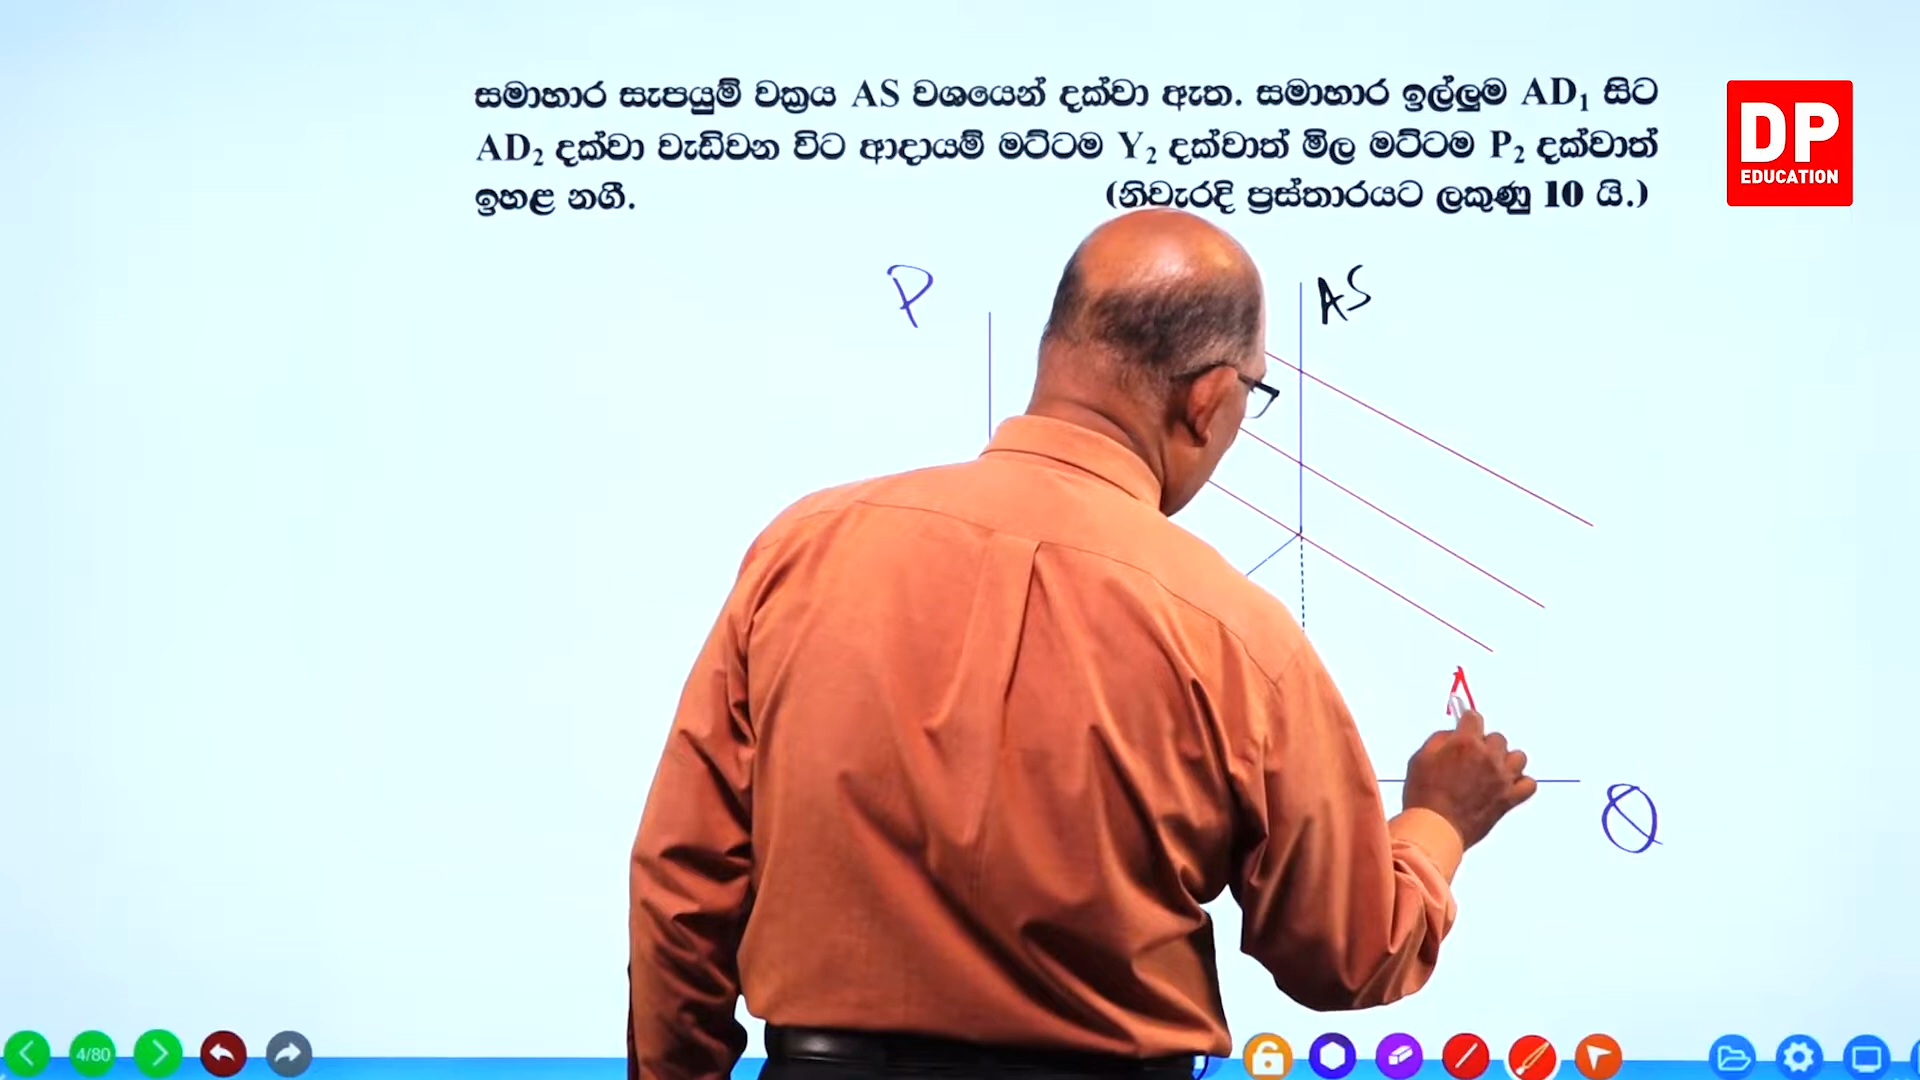 සමාහාර සැපයුම් වක්‍රය AS වශයෙන් දක්වා ඇත. සමාහාර ඉල්ලුම AD₁ සිට
AD₂ දක්වා වැඩිවන විට ආදායම් මට්ටම Y₂ දක්වාත් මිල මට්ටම P₂ දක්වාත්
ඉහළ නගී. (නිවැරදි ප්‍රස්තාරයට ලකුණු 10 යි.)
DP
EDUCATION
P
AS
Q
4/80